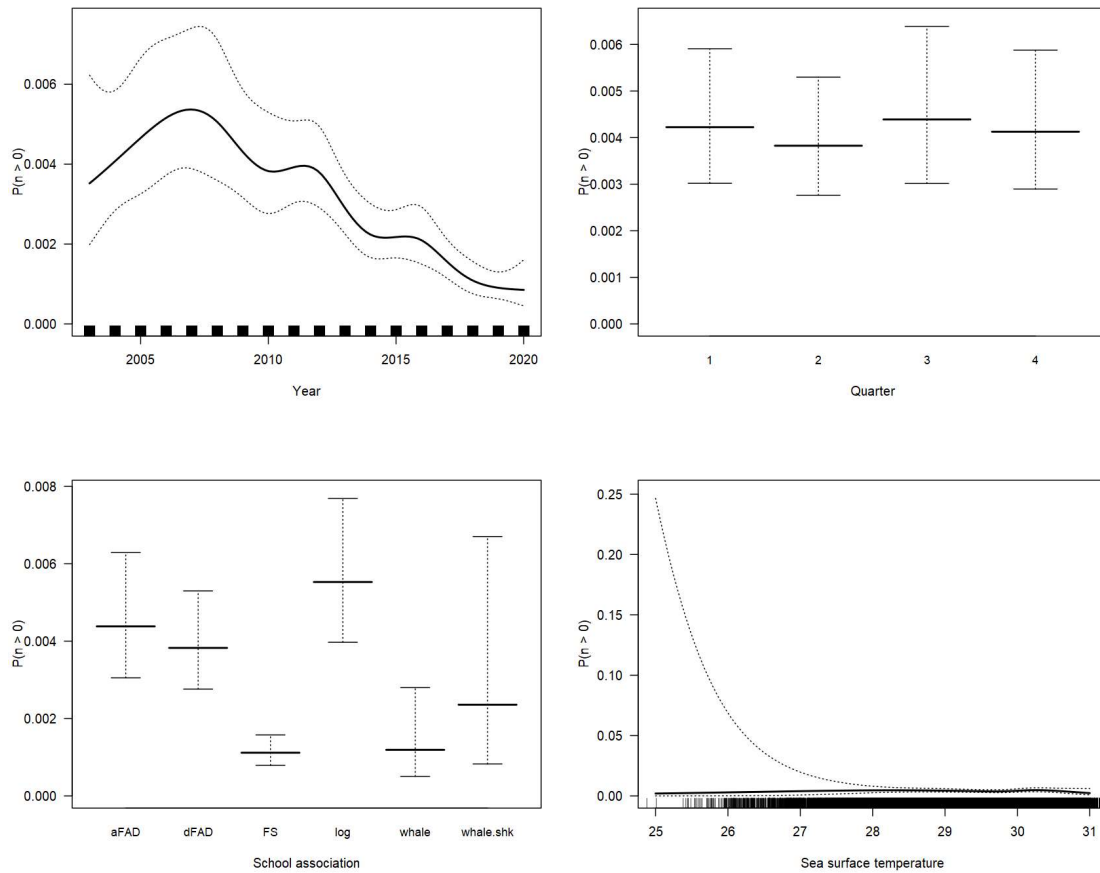 P(n > 0)
0.006
0.004
0.002
0.000
2005 2010 2015 2020
Year
P(n > 0)
0.006
0.005
0.004
0.003
0.002
0.001
0.000
1 2 3 4
Quarter
P(n > 0)
0.008
0.006
0.004
0.002
0.000
aFAD dFAD FS log whale whale.shk
School association
P(n > 0)
0.25
0.20
0.15
0.10
0.05
0.00
25 26 27 28 29 30 31
Sea surface temperature